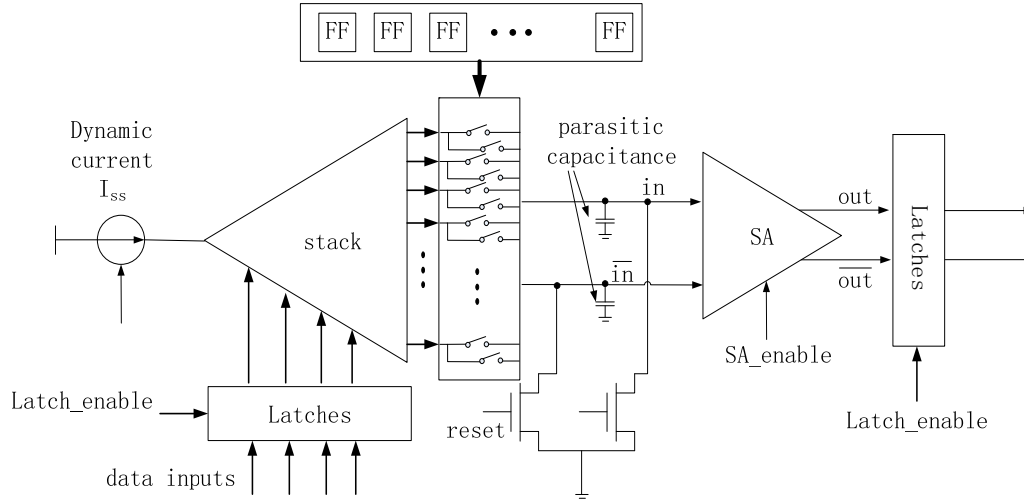 FF FF FF ••• FF
Dynamic
current
Iss
parasitic
capacitance
in
stack
SA
out
Latches
in
out
SA_enable
Latch_enable
Latches
reset
Latch_enable
data inputs